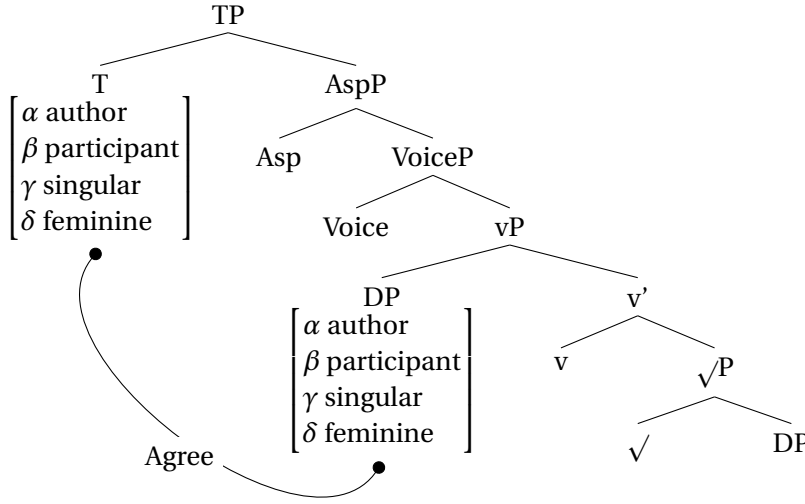 TP
T AspP
α author
β participant
γ singular
δ feminine
Asp VoiceP
Voice vP
DP v’
α author
β participant
γ singular
δ feminine
v √P
√ DP
Agree